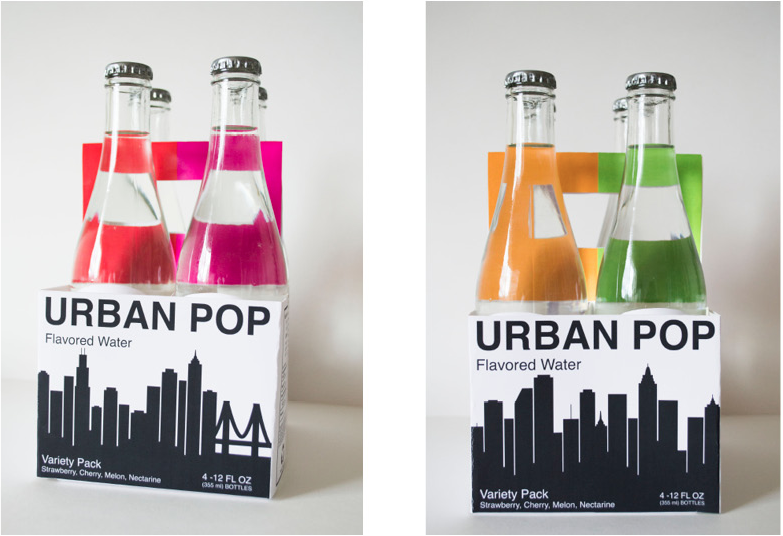 URBAN POP
Flavored Water
Variety Pack
Strawberry, Cherry, Melon, Nectarine
4 -12 FL OZ
(355 ml) BOTTLES
URBAN POP
Flavored Water
Variety Pack
Strawberry, Cherry, Melon, Nectarine
4 -12 FL OZ
(355 ml) BOTTLES